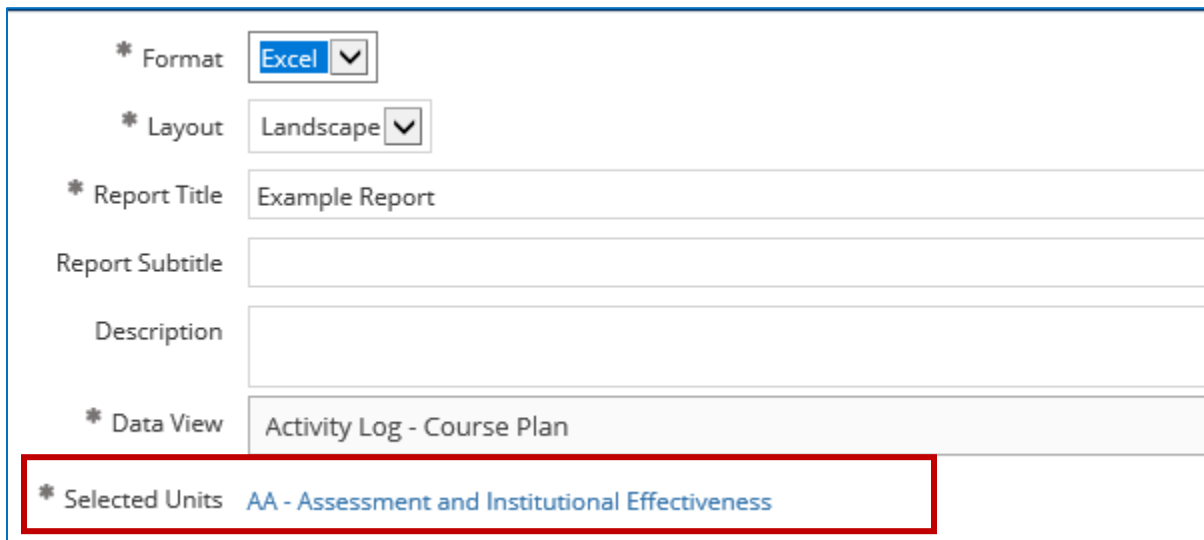 * Format Excel
* Layout Landscape
* Report Title Example Report
Report Subtitle
Description
* Data View Activity Log - Course Plan
* Selected Units AA - Assessment and Institutional Effectiveness